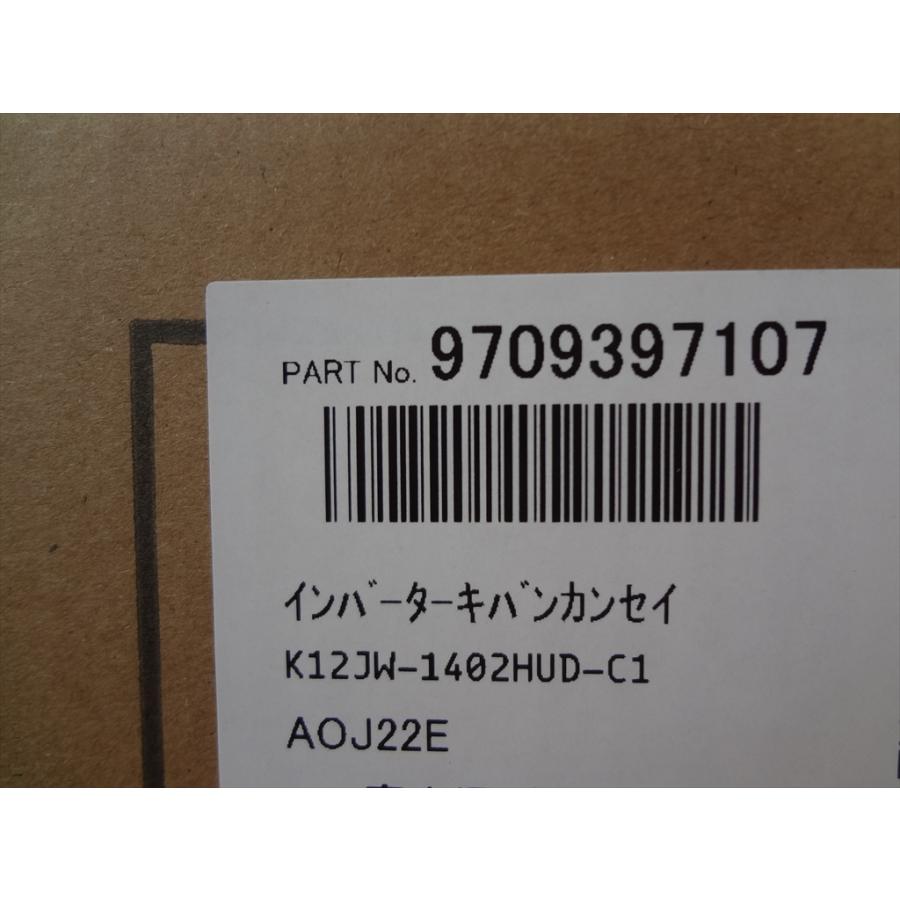 PART No. 9709397107
インバーターキバンカンセイ
K12JW-1402HUD-C1
AOJ22E